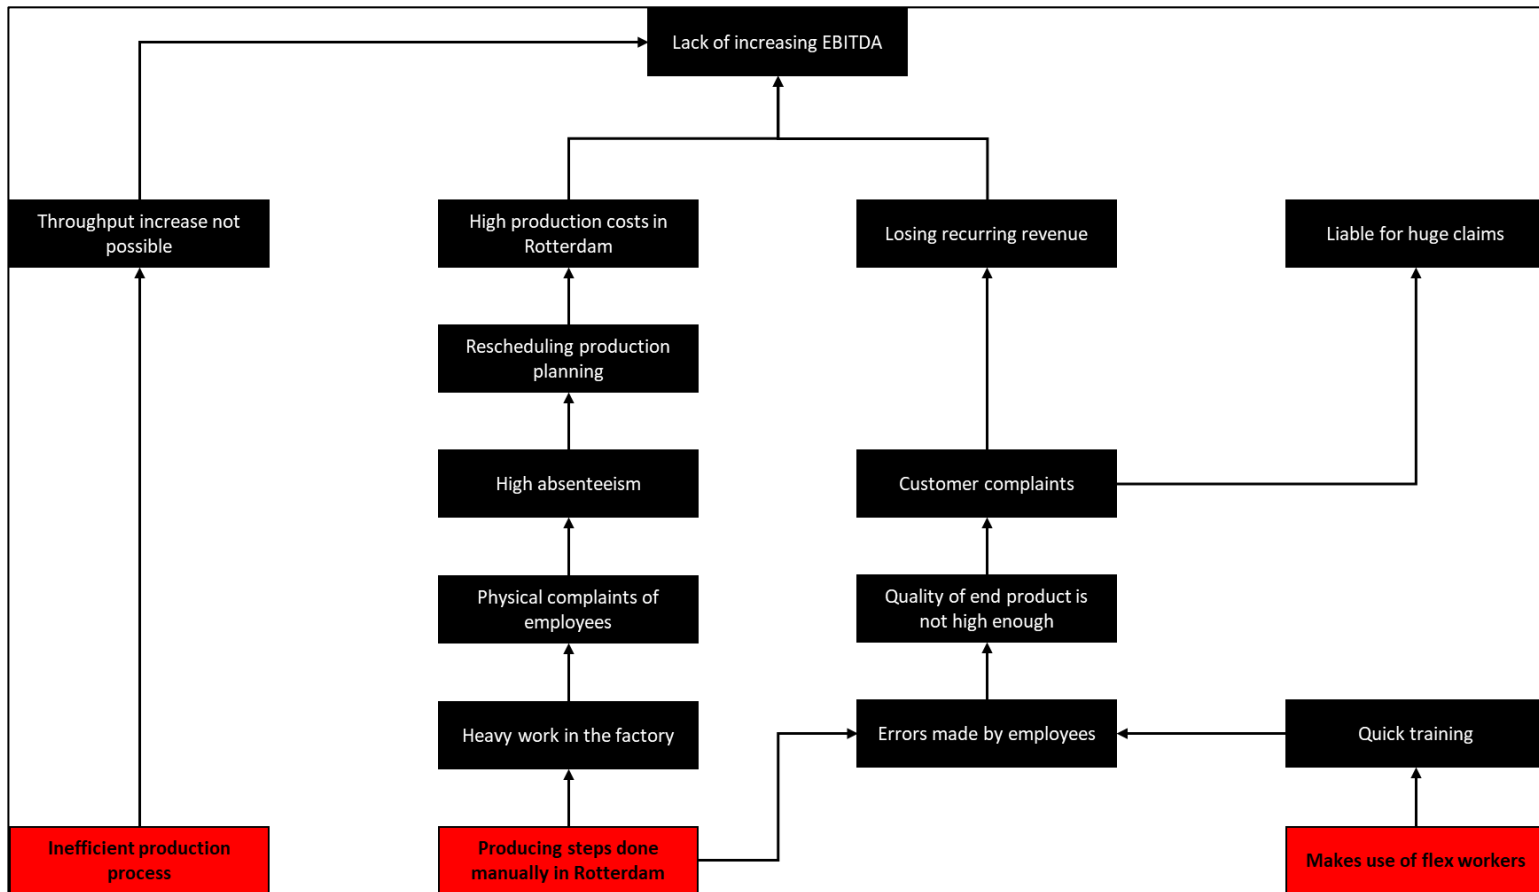 Lack of increasing EBITDA
Throughput increase not
possible
High production costs in
Rotterdam
Losing recurring revenue
Liable for huge claims
Rescheduling production
planning
High absenteeism
Customer complaints
Physical complaints of
employees
Quality of end product is
not high enough
Heavy work in the factory
Errors made by employees
Quick training
Inefficient production
process
Producing steps done
manually in Rotterdam
Makes use of flex workers